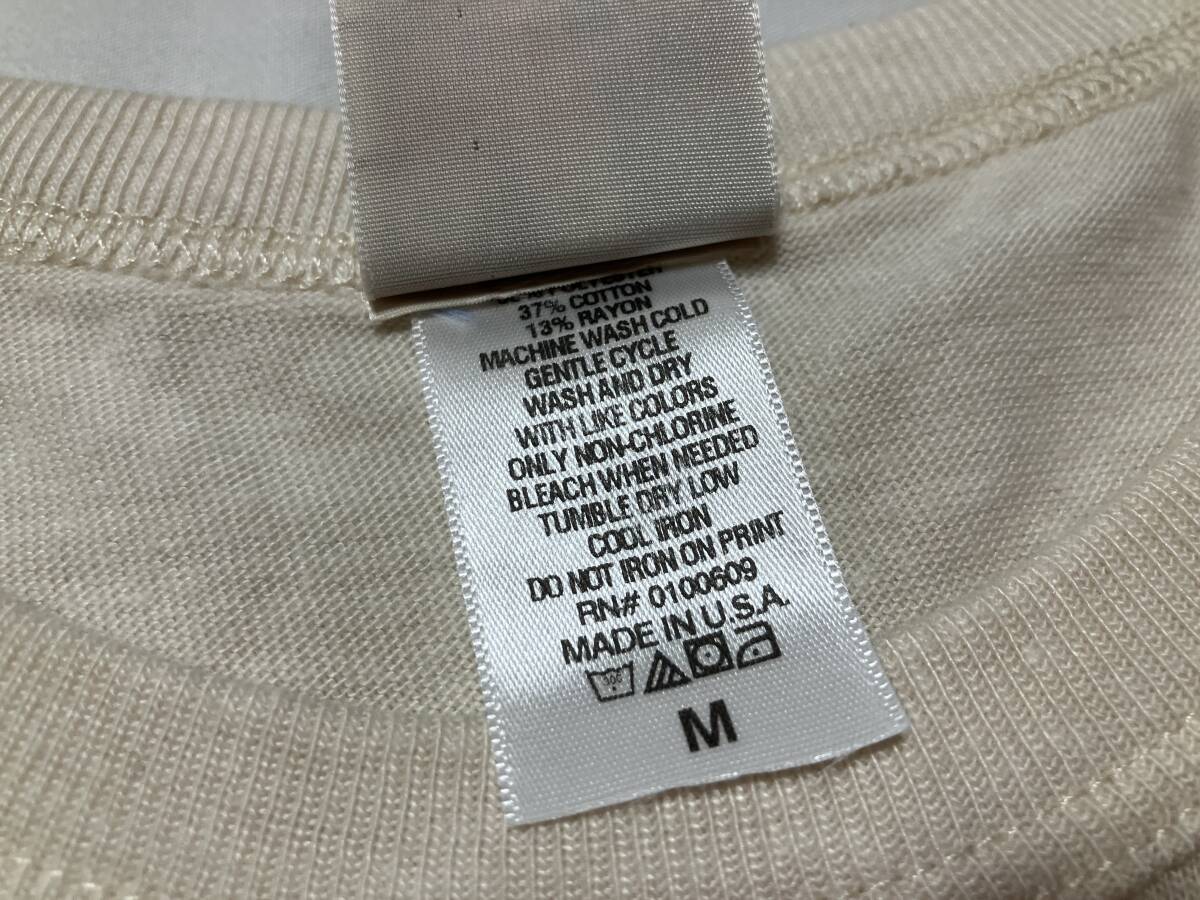 POLYESTER
37% COTTON
13% RAYON
MACHINE WASH COLD
GENTLE CYCLE
WASH AND DRY
WITH LIKE COLORS
ONLY NON-CHLORINE
BLEACH WHEN NEEDED
TUMBLE DRY LOW
COOL IRON
DO NOT IRON ON PRINT
RN# 0100609
MADE IN U.S.A.
M